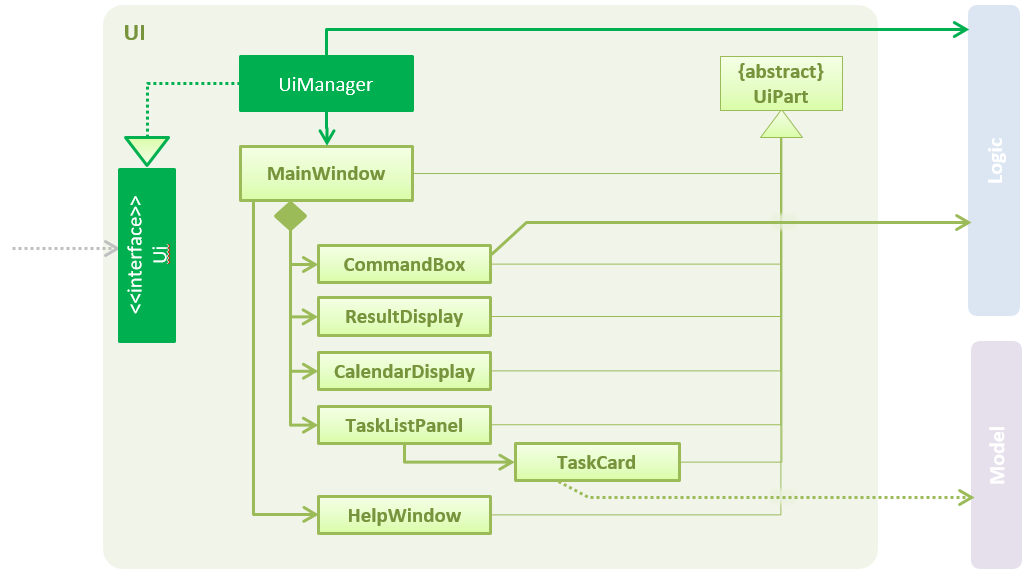 UI
UiManager
{abstract}
UiPart
<<interface>>
Ui
MainWindow
CommandBox
ResultDisplay
CalendarDisplay
TaskListPanel
TaskCard
HelpWindow
Logic
Model